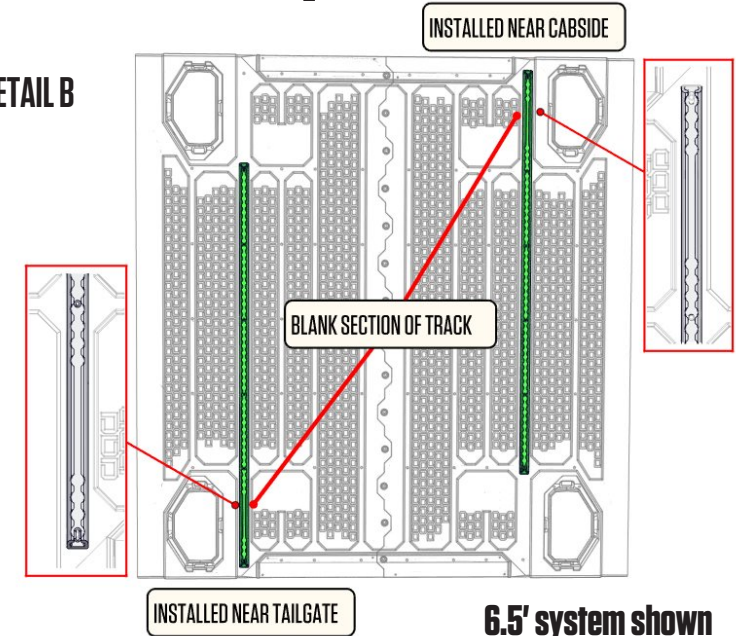 INSTALLED NEAR CABSIDE
ETAIL B
BLANK SECTION OF TRACK
INSTALLED NEAR TAILGATE
6.5' system shown